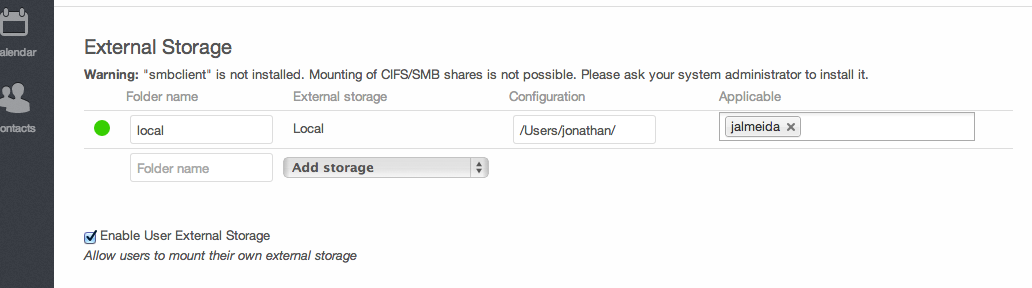 alendar
ontacts
External Storage
Warning: "smbclient" is not installed. Mounting of CIFS/SMB shares is not possible. Please ask your system administrator to install it.
Folder name External storage Configuration Applicable
local Local /Users/jonathan/ jalmeida ×
Folder name Add storage
Enable User External Storage
Allow users to mount their own external storage